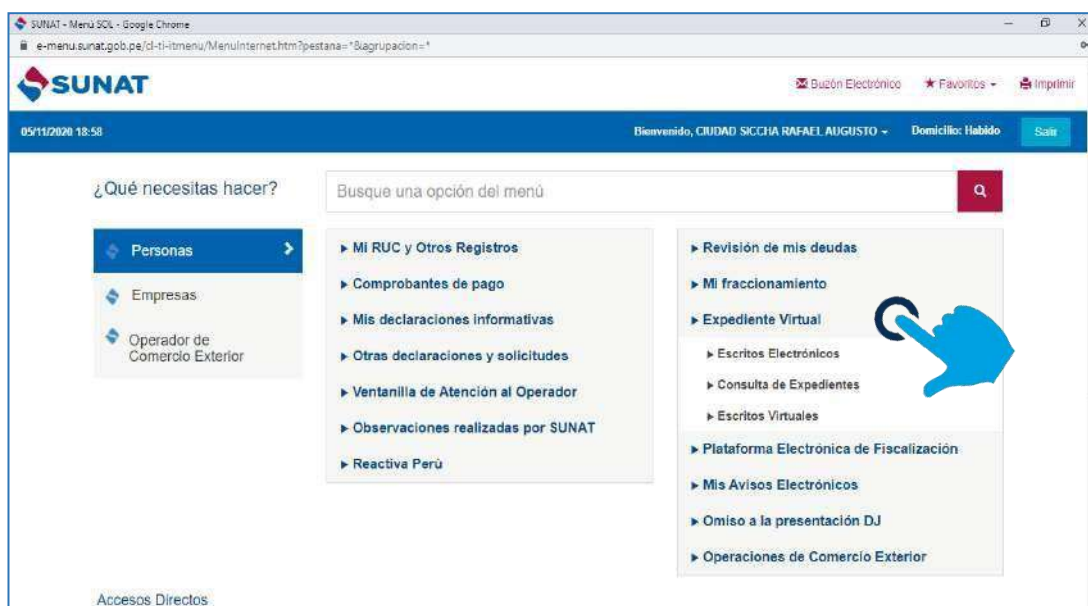 SUNAT - Menú SOL - Google Chrome
e-menu.sunat.gob.pe/cl-ti-itmenu/MenuInternet.htm?pestana=*&agrupacion=*
SUNAT
Buzón Electrónico
Favoritos
Imprimir
05/11/2020 18:58
Bienvenido, CIUDAD SICCHA RAFAEL AUGUSTO
Domicilio: Habido
Salir
¿Qué necesitas hacer?
Busque una opción del menú
Personas
Empresas
Operador de
Comercio Exterior
Mi RUC y Otros Registros
Comprobantes de pago
Mis declaraciones informativas
Otras declaraciones y solicitudes
Ventanilla de Atención al Operador
Observaciones realizadas por SUNAT
Reactiva Perú
Revisión de mis deudas
Mi fraccionamiento
Expediente Virtual
Escritos Electrónicos
Consulta de Expedientes
Escritos Virtuales
Plataforma Electrónica de Fiscalización
Mis Avisos Electrónicos
Omiso a la presentación DJ
Operaciones de Comercio Exterior
Accesos Directos